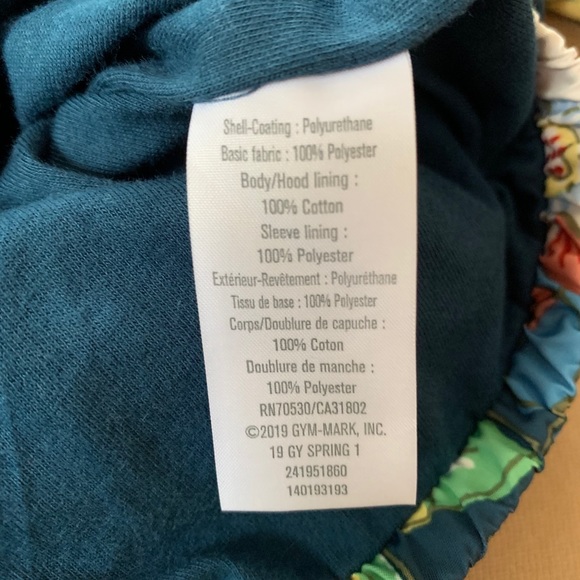 Shell-Coating : Polyurethane
Basic fabric : 100% Polyester
Body/Hood lining :
100% Cotton
Sleeve lining :
100% Polyester
Extérieur-Revêtement : Polyuréthane
Tissu de base : 100% Polyester
Corps/Doublure de capuche :
100% Coton
Doublure de manche :
100% Polyester
RN70530/CA31802
©2019 GYM-MARK, INC.
19 GY SPRING 1
241951860
140193193